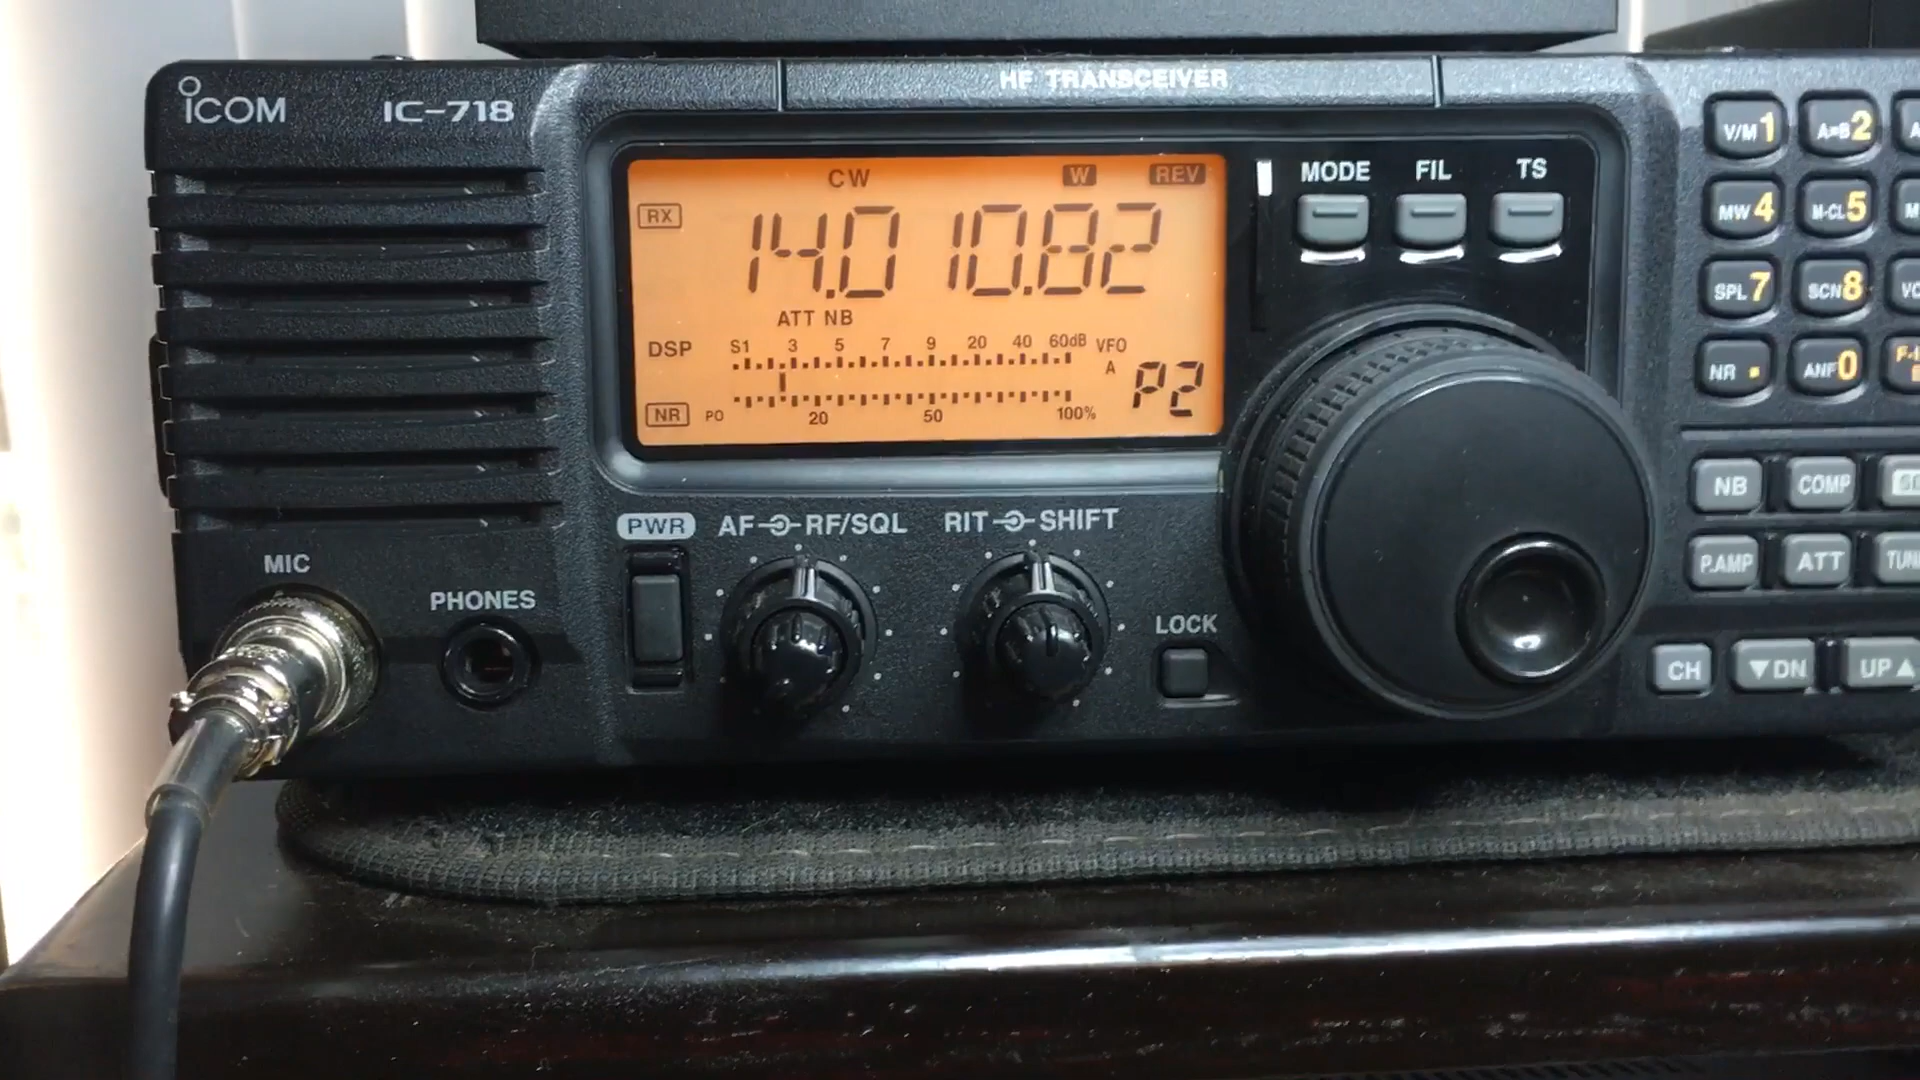 ICOM IC-718 HF TRANSCEIVER
CW W REV
RX 14.010.82
ATT NB
DSP S1 3 5 7 9 20 40 60dB VFO
A
P2
NR PO 20 50 100%
MODE FIL TS
V/M 1 A=B 2
MW 4 M-CL 5
SPL 7 SCN 8
NR . ANF 0
NB COMP
P.AMP ATT
CH ▼DN UP▲
PWR AF RF/SQL RIT SHIFT
MIC
PHONES
LOCK